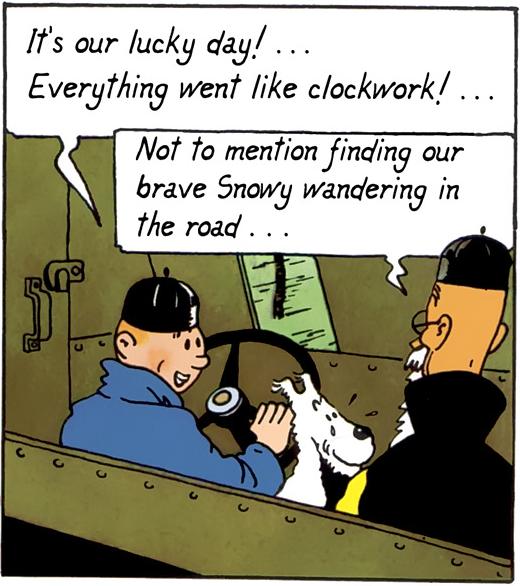 It's our lucky day! ...
Everything went like clockwork! ...
Not to mention finding our
brave Snowy wandering in
the road ...